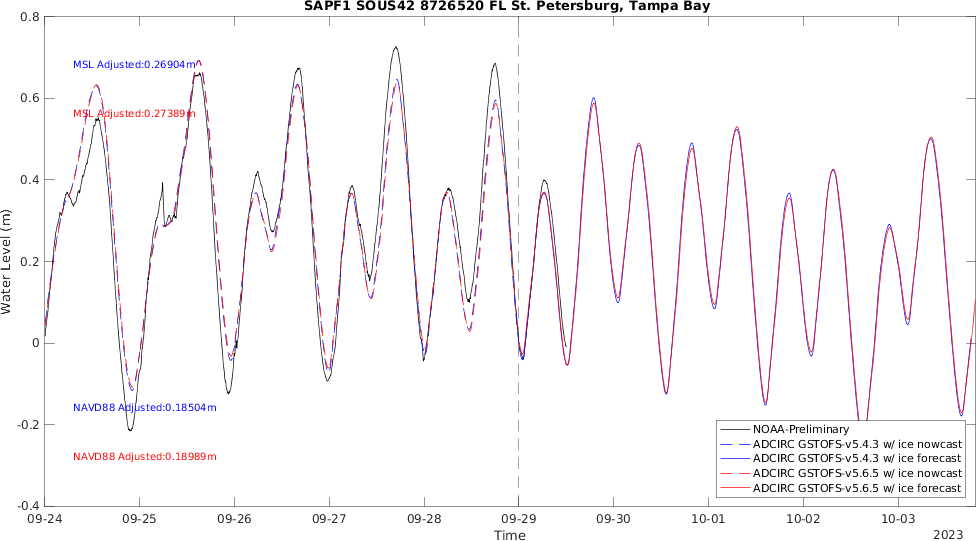 SAPF1 SOUS42 8726520 FL St. Petersburg, Tampa Bay
0.8
0.6
0.4
0.2
0
-0.2
-0.4
Water Level (m)
MSL Adjusted:0.26904m
MSL Adjusted:0.27389m
NAVD88 Adjusted:0.18504m
NAVD88 Adjusted:0.18989m
NOAA-Preliminary
ADCIRC GSTOFS-v5.4.3 w/ ice nowcast
ADCIRC GSTOFS-v5.4.3 w/ ice forecast
ADCIRC GSTOFS-v5.6.5 w/ ice nowcast
ADCIRC GSTOFS-v5.6.5 w/ ice forecast
09-24 09-25 09-26 09-27 09-28 09-29 09-30 10-01 10-02 10-03
Time
2023